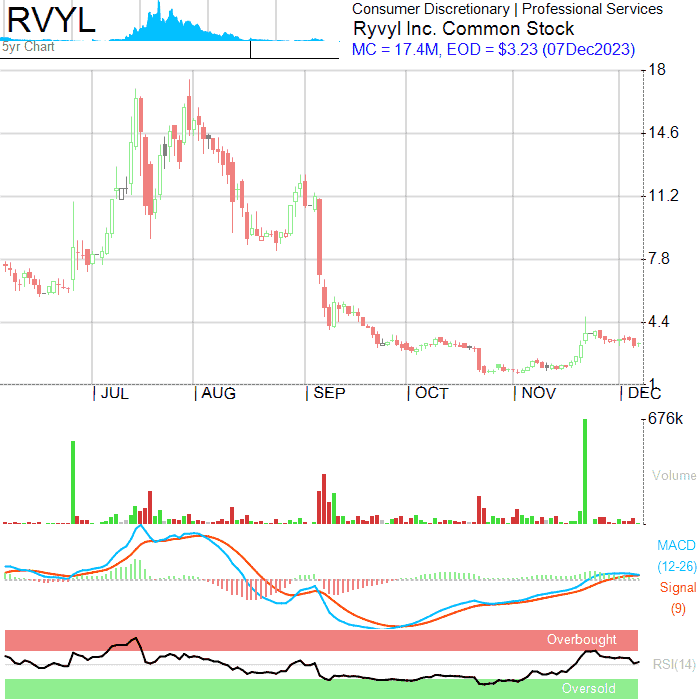 RVYL
5yr Chart
Consumer Discretionary | Professional Services
Ryvyl Inc. Common Stock
MC = 17.4M, EOD = $3.23 (07Dec2023)
18
14.6
11.2
7.8
4.4
1
JUL
AUG
SEP
OCT
NOV
DEC
676k
Volume
MACD
(12-26)
Signal
(9)
Overbought
RSI(14)
Oversold